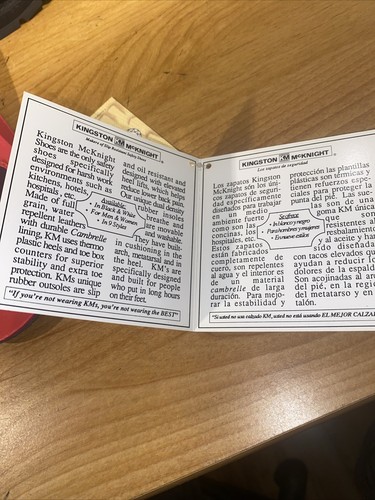 KINGSTON KM McKNIGHT
Kingston McKnight
Shoes are the only safety
shoes specifically
designed for harsh work
environments such as
kitchens, hotels,
hospitals etc.
Made of full
grain water
repellent leathers
with durable Cambrelle
lining, KM uses thermo
plastic heels and toe box
counters for superior
stability and extra toe
protection, KMs unique
rubber outsoles are slip
and oil resistant and
designed with elevated
heel lifts, which helps
reduce lower back pain.
Our unique dual density
rubber insoles
breathe and
are movable
and washable.
They have built-
in cushioning in the
arch, metatarsal and in
the heel. KM's are
specifically designed
and built for people
who put in long hours
on their feet.
Available:
• In Black & White
• For Men & Women
• In 9 Styles
"If you're not wearing KMs, you're not wearing the BEST"
KINGSTON KM McKNIGHT
Los zapatos de seguridad
Los zapatos Kingston
McKnight son los úni-
cos zapatos de segur-
dad especificamente
diseñados para trabajar
en un medio
ambiente fuerte
como son las
cocinas, los
hospitales, etc.
Estos zapatos
están fabricados
completamente de
cuero, son repelentes
al agua y el interior es
de un material
cambrelle de larga
duración. Para mejo-
rar la estabilidad y
protección las plantillas
plásticas son térmicas y
tienen refuerzos espe-
ciales para proteger la
punta del pié. Las sue-
las son de una
goma KM única
que son
resistentes al
resbalamiento
y al aceite y han
sido diseñadas
con tacos elevados que
ayudan a reducir lo
dolores de la espald
Son acojinadas al ar
del pié, en la regió
del metatarso y en
talón.
• In blanco y negro
• Para hombres y mujeres
• En nueve estilos
"Si usted no usa calzado KM, usted no está usando EL MEJOR CALZA